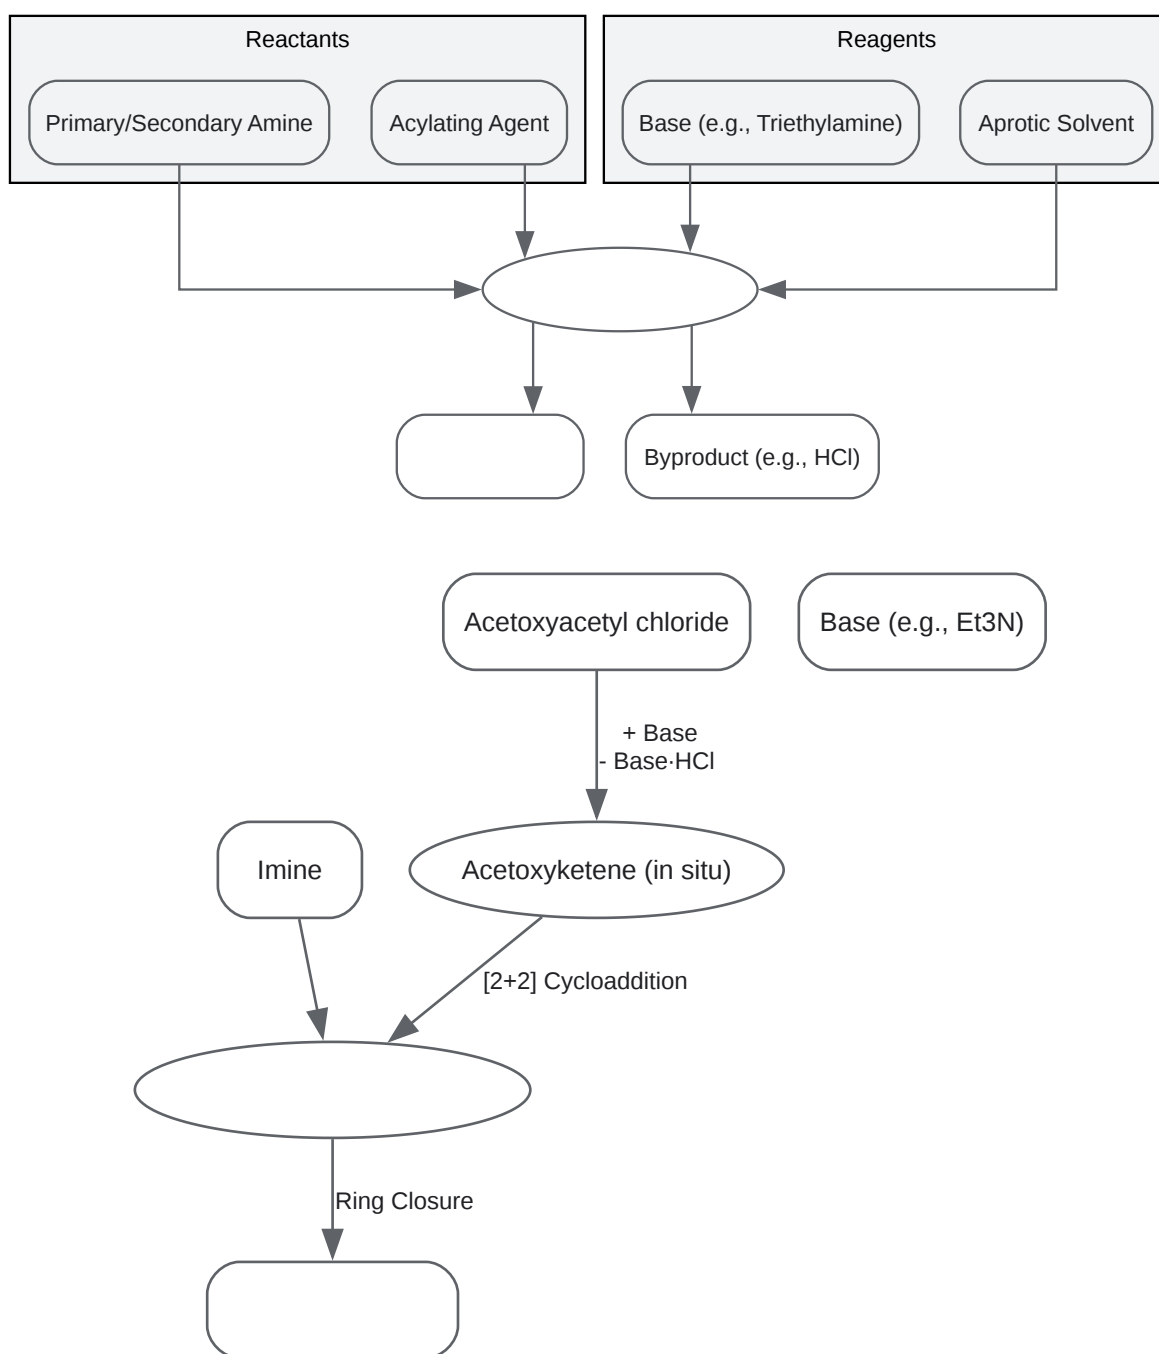 Reactants
Reagents
Primary/Secondary Amine
Acylating Agent
Base (e.g., Triethylamine)
Aprotic Solvent
Byproduct (e.g., HCl)
Acetoxyacetyl chloride
Base (e.g., Et3N)
+ Base
- Base·HCl
Imine
Acetoxyketene (in situ)
[2+2] Cycloaddition
Ring Closure